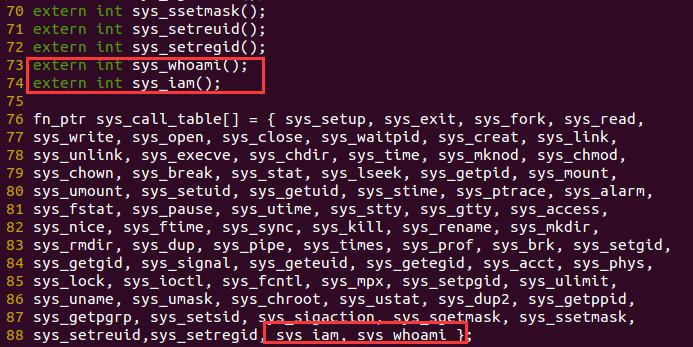 70 extern int sys_ssetmask();
71 extern int sys_setreuid();
72 extern int sys_setregid();
73 extern int sys_whoami();
74 extern int sys_iam();
75
76 fn_ptr sys_call_table[] = { sys_setup, sys_exit, sys_fork, sys_read,
77 sys_write, sys_open, sys_close, sys_waitpid, sys_creat, sys_link,
78 sys_unlink, sys_execve, sys_chdir, sys_time, sys_mknod, sys_chmod,
79 sys_chown, sys_break, sys_stat, sys_lseek, sys_getpid, sys_mount,
80 sys_umount, sys_setuid, sys_getuid, sys_stime, sys_ptrace, sys_alarm,
81 sys_fstat, sys_pause, sys_utime, sys_stty, sys_gtty, sys_access,
82 sys_nice, sys_ftime, sys_sync, sys_kill, sys_rename, sys_mkdir,
83 sys_rmdir, sys_dup, sys_pipe, sys_times, sys_prof, sys_brk, sys_setgid,
84 sys_getgid, sys_signal, sys_geteuid, sys_getegid, sys_acct, sys_phys,
85 sys_lock, sys_ioctl, sys_fcntl, sys_mpx, sys_setpgid, sys_ulimit,
86 sys_uname, sys_umask, sys_chroot, sys_ustat, sys_dup2, sys_getppid,
87 sys_getpgrp, sys_setsid, sys_sigaction, sys_sgetmask, sys_ssetmask,
88 sys_setreuid,sys_setregid, sys_iam, sys_whoami };